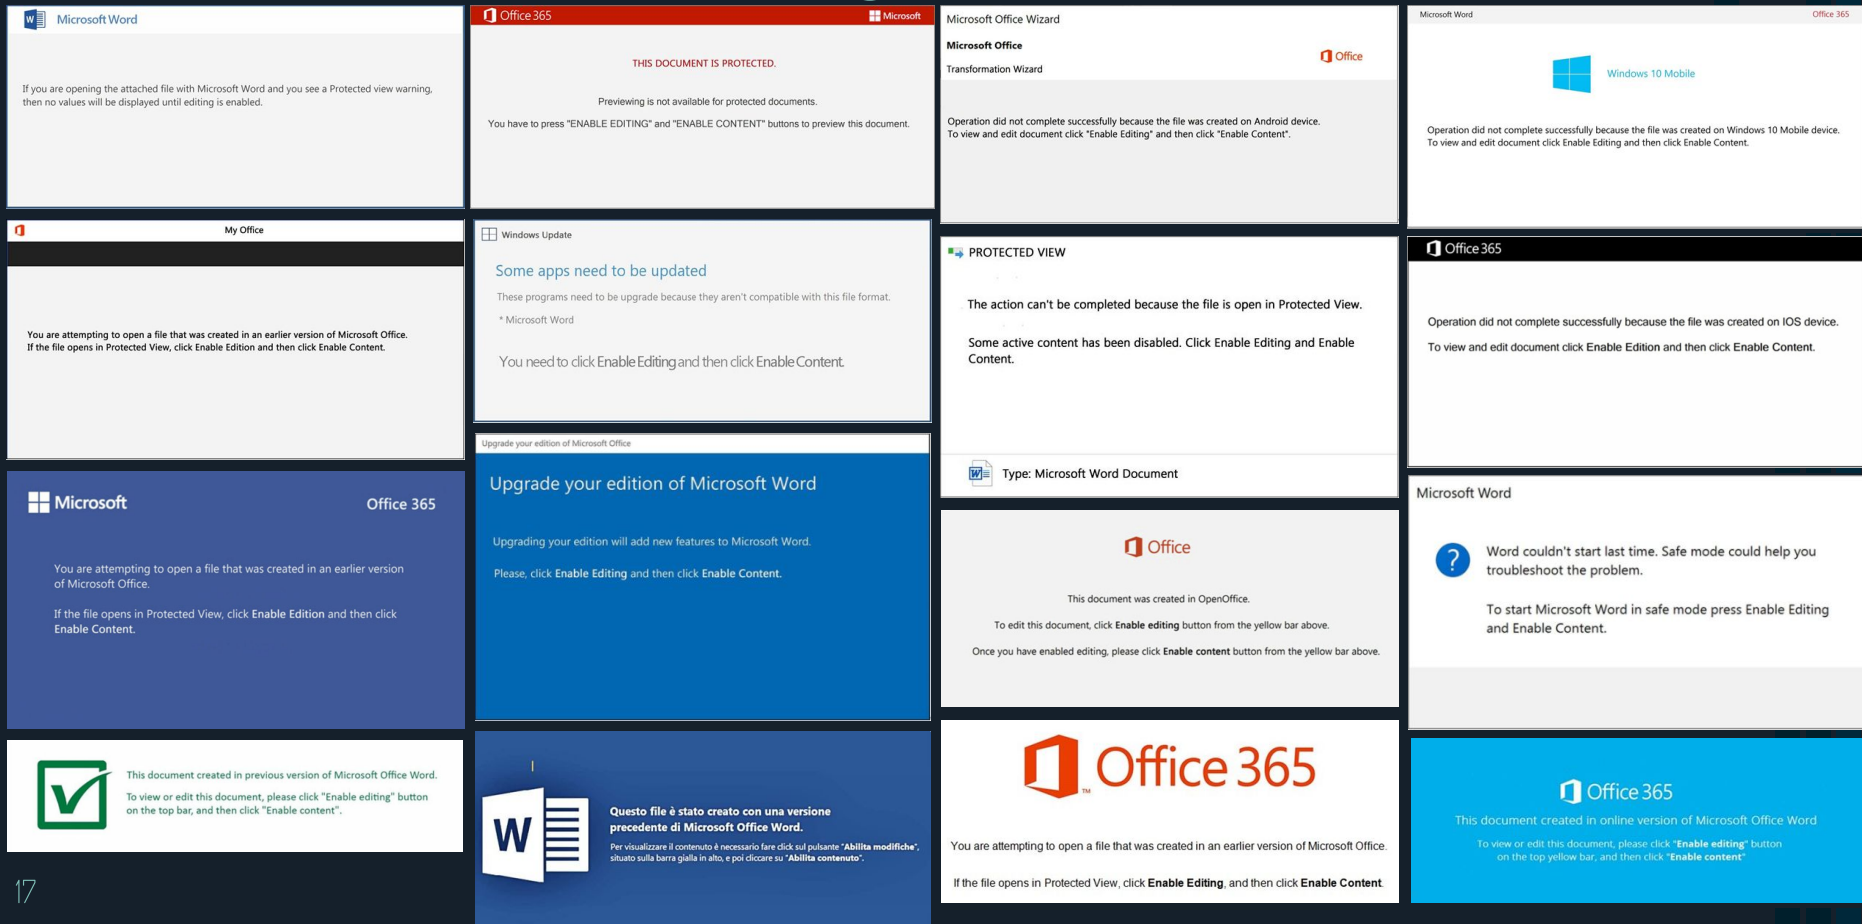 Microsoft Word
If you are opening the attached file with Microsoft Word and you see a Protected view warning,
then no values will be displayed until editing is enabled.
Office 365
Microsoft
THIS DOCUMENT IS PROTECTED.
Previewing is not available for protected documents.
You have to press "ENABLE EDITING" and "ENABLE CONTENT" buttons to preview this document.
Microsoft Office Wizard
Microsoft Office
Transformation Wizard
Office
Operation did not complete successfully because the file was created on Android device.
To view and edit document click "Enable Editing" and then click "Enable Content".
Microsoft Word
Office 365
Windows 10 Mobile
Operation did not complete successfully because the file was created on Windows 10 Mobile device.
To view and edit document click Enable Editing and then click Enable Content.
My Office
You are attempting to open a file that was created in an earlier version of Microsoft Office.
If the file opens in Protected View, click Enable Edition and then click Enable Content.
Windows Update
Some apps need to be updated
These programs need to be upgrade because they aren't compatible with this file format.
* Microsoft Word
You need to click Enable Editing and then click Enable Content.
PROTECTED VIEW
The action can't be completed because the file is open in Protected View.
Some active content has been disabled. Click Enable Editing and Enable
Content.
W
Type: Microsoft Word Document
Office 365
Operation did not complete successfully because the file was created on IOS device.
To view and edit document click Enable Edition and then click Enable Content.
Microsoft
Office 365
You are attempting to open a file that was created in an earlier version
of Microsoft Office.
If the file opens in Protected View, click Enable Edition and then click
Enable Content.
Upgrade your edition of Microsoft Office
Upgrade your edition of Microsoft Word
Upgrading your edition will add new features to Microsoft Word.
Please, click Enable Editing and then click Enable Content.
Office
This document was created in OpenOffice.
To edit this document, click Enable editing button from the yellow bar above.
Once you have enabled editing, please click Enable content button from the yellow bar above.
Microsoft Word
?
Word couldn't start last time. Safe mode could help you
troubleshoot the problem.
To start Microsoft Word in safe mode press Enable Editing
and Enable Content.
This document created in previous version of Microsoft Office Word.
To view or edit this document, please click "Enable editing" button
on the top bar, and then click "Enable content".
W
Questo file è stato creato con una versione
precedente di Microsoft Office Word.
Per visualizzare il contenuto è necessario fare click sul pulsante "Abilita modifiche",
situato sulla barra gialla in alto, e poi cliccare su "Abilita contenuto".
Office 365
TM
You are attempting to open a file that was created in an earlier version of Microsoft Office.
If the file opens in Protected View, click Enable Editing, and then click Enable Content.
Office 365
This document created in online version of Microsoft Office Word
To view or edit this document, please click "Enable editing" button
on the top yellow bar, and then click "Enable content"
17